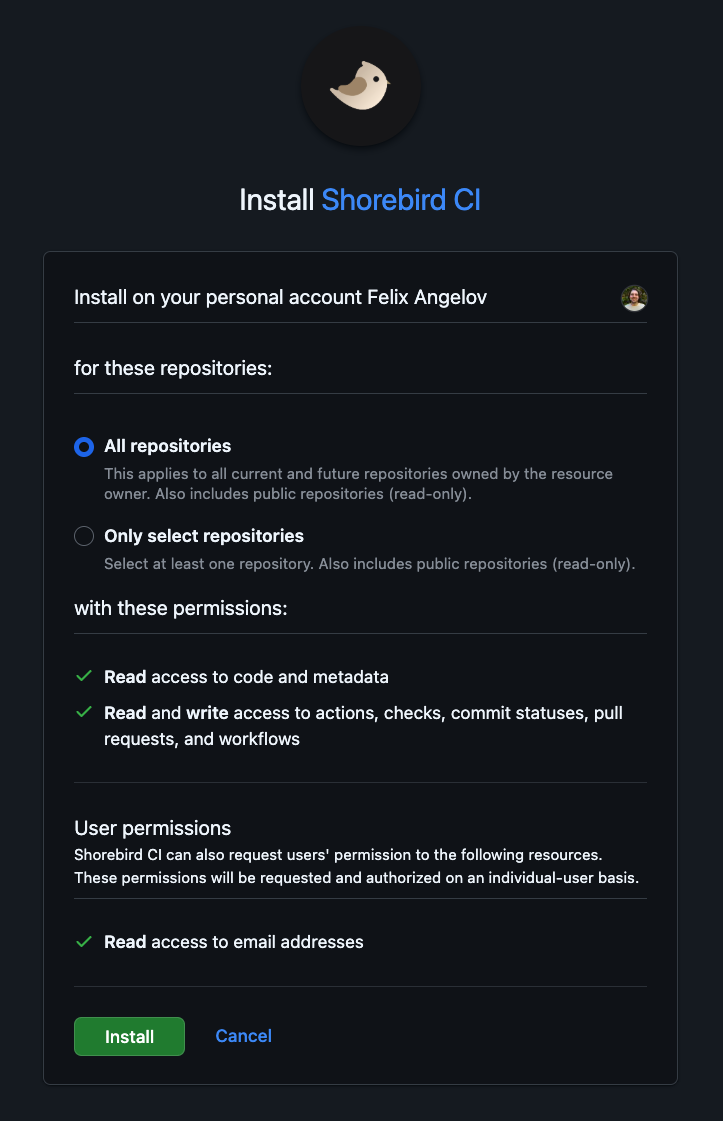 Install Shorebird CI
Install on your personal account Felix Angelov
for these repositories:
All repositories
This applies to all current and future repositories owned by the resource
owner. Also includes public repositories (read-only).
Only select repositories
Select at least one repository. Also includes public repositories (read-only).
with these permissions:
Read access to code and metadata
Read and write access to actions, checks, commit statuses, pull
requests, and workflows
User permissions
Shorebird CI can also request users' permission to the following resources.
These permissions will be requested and authorized on an individual-user basis.
Read access to email addresses
Install
Cancel